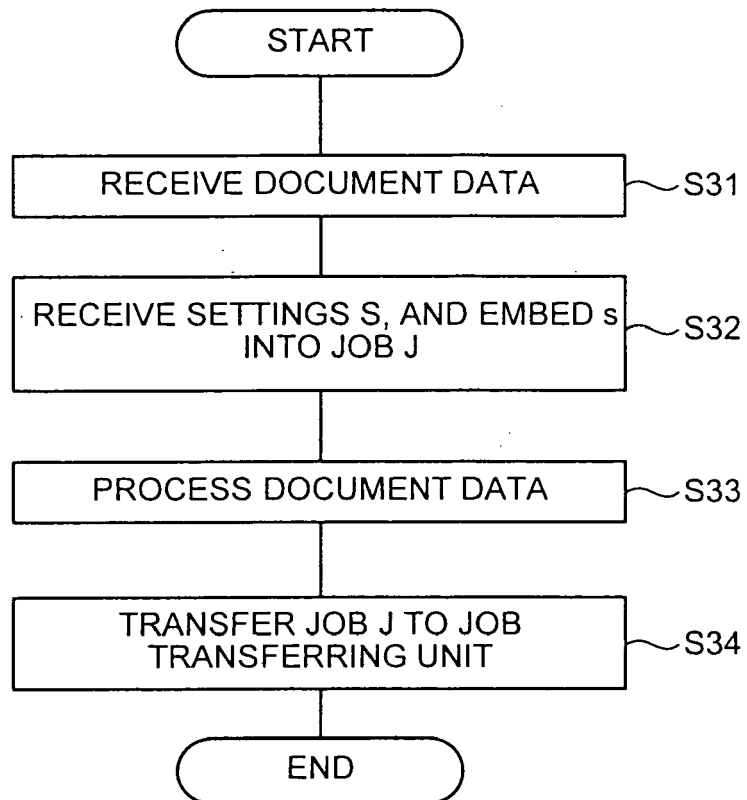 START
RECEIVE DOCUMENT DATA
S31
RECEIVE SETTINGS S, AND EMBED s
INTO JOB J
S32
PROCESS DOCUMENT DATA
S33
TRANSFER JOB J TO JOB
TRANSFERRING UNIT
S34
END